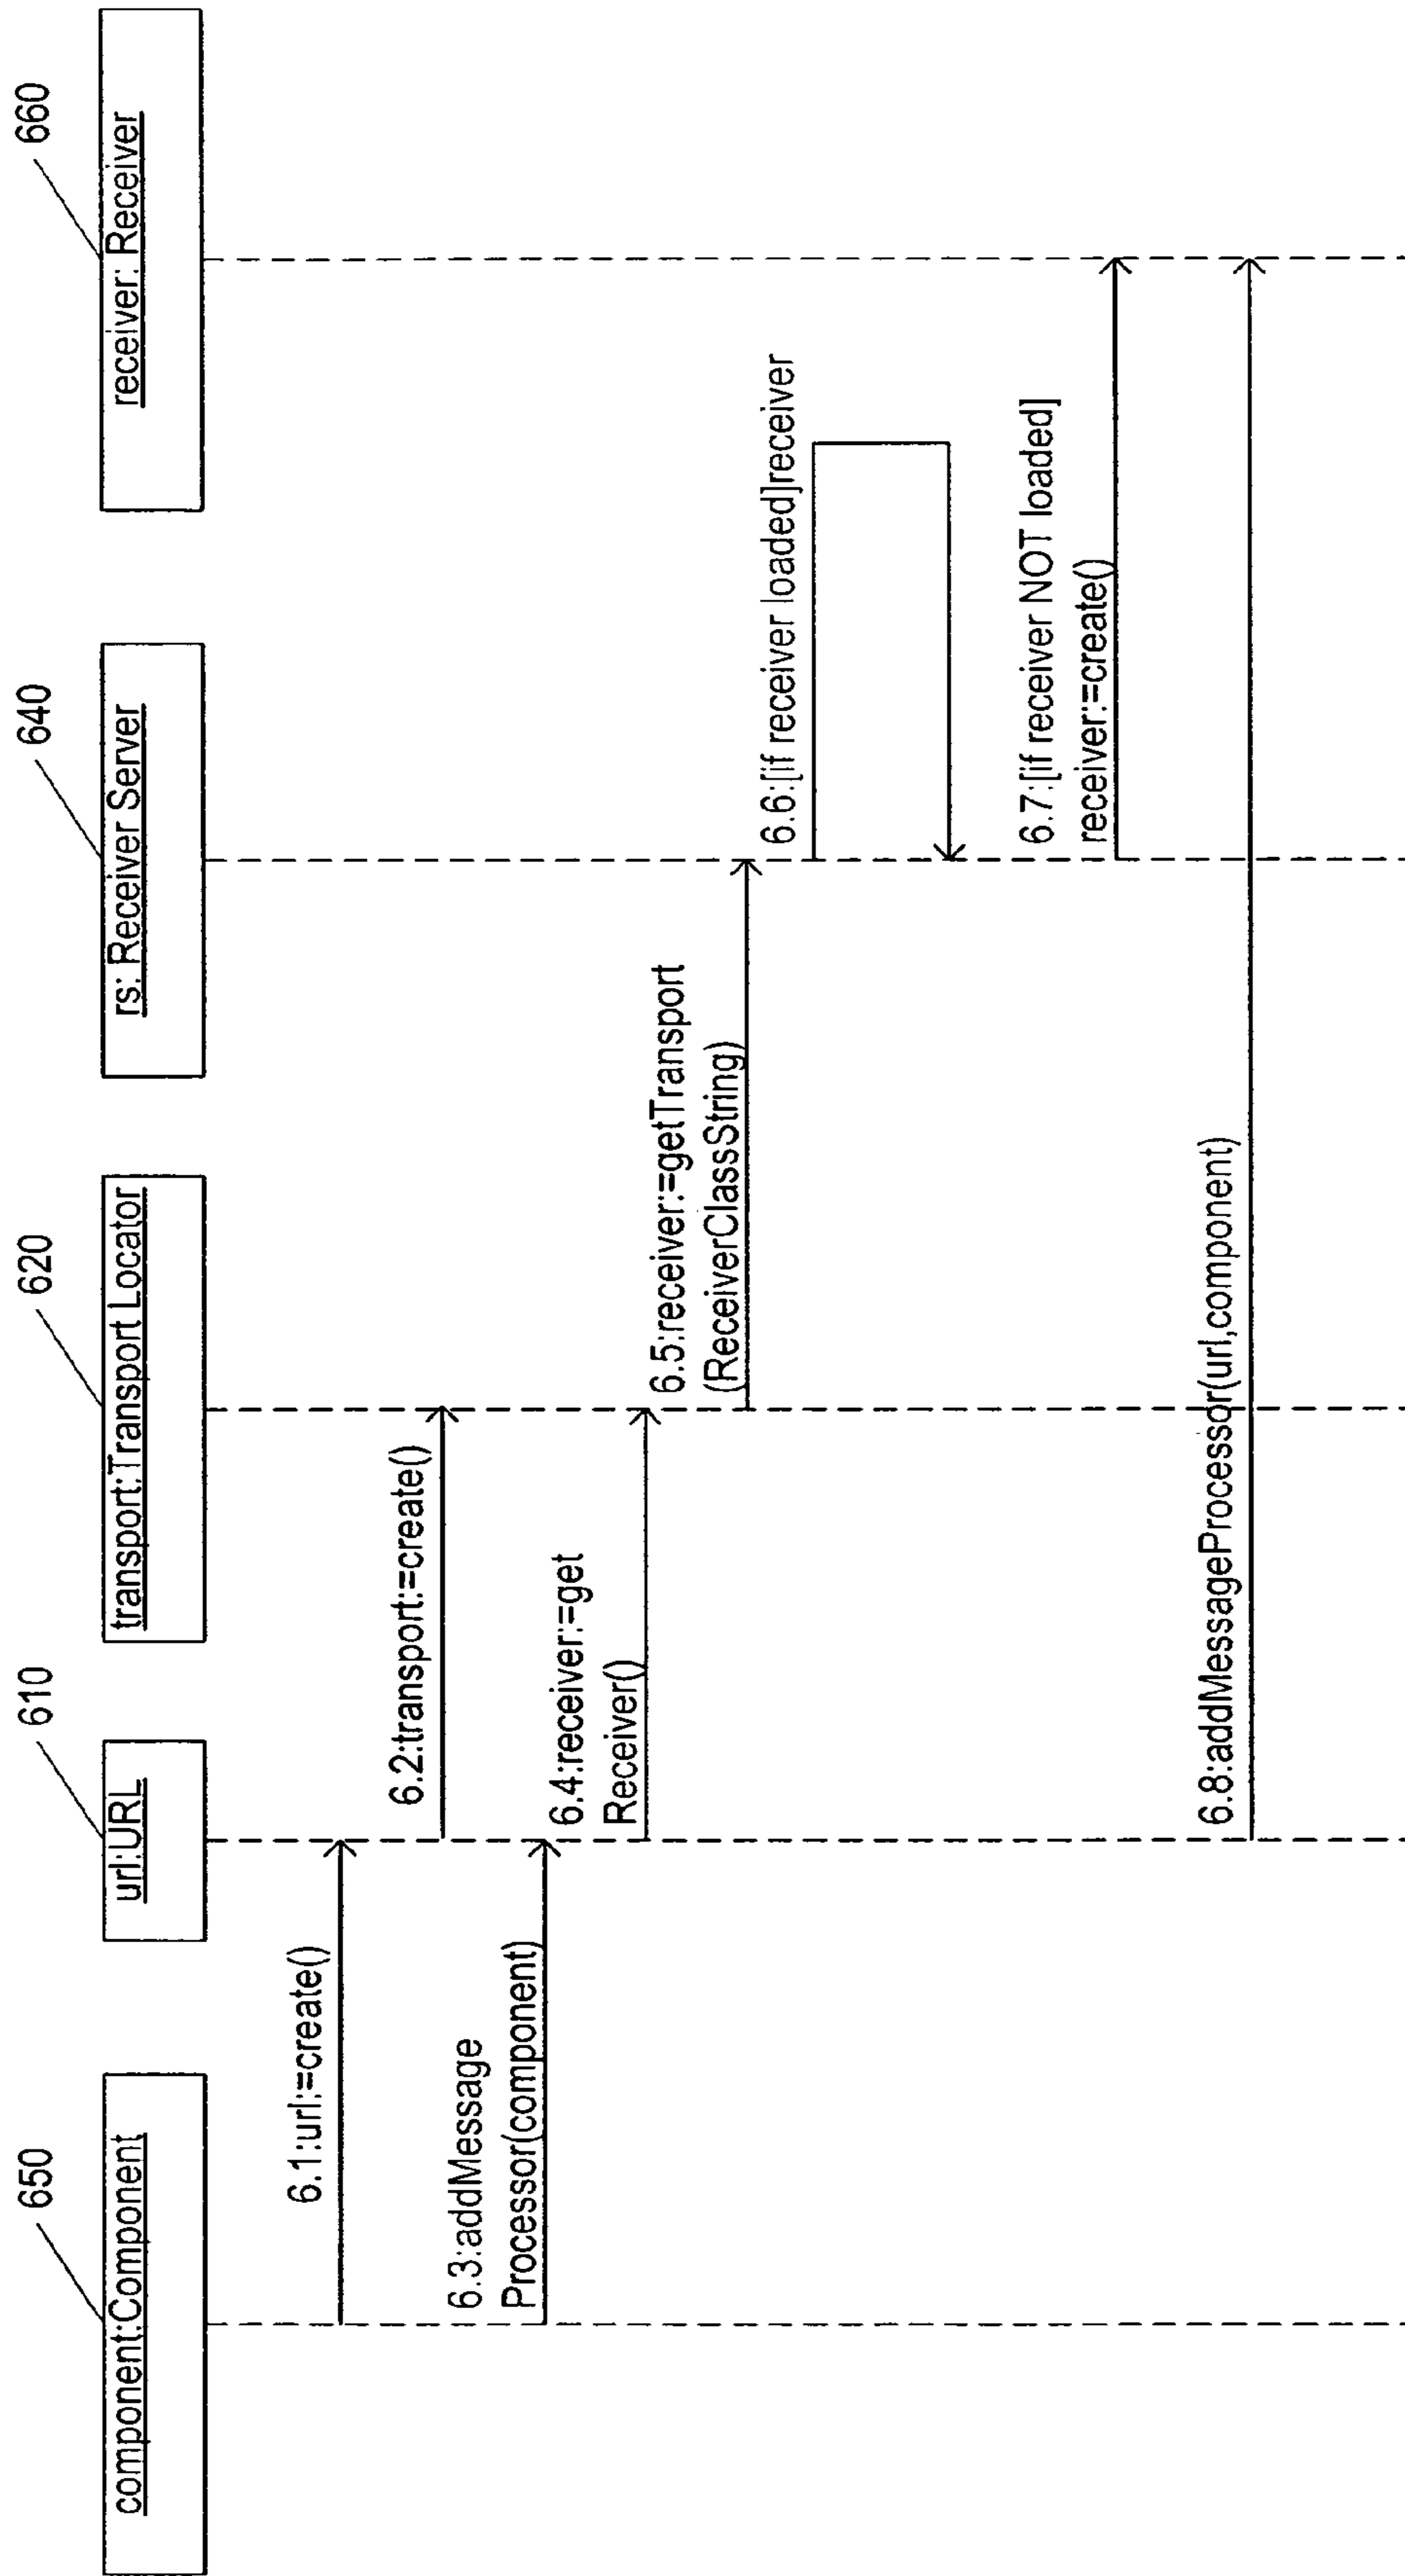 650
610
620
640
660
component:Component
url:URL
transport:Transport Locator
rs: Receiver Server
receiver: Receiver
6.1:url:=create()
6.2:transport:=create()
6.3:addMessage
Processor(component)
6.4:receiver:=get
Receiver()
6.5:receiver:=getTransport
(ReceiverClassString)
6.6:[if receiver loaded]receiver
6.7:[if receiver NOT loaded]
receiver:=create()
6.8:addMessageProcessor(url,component)